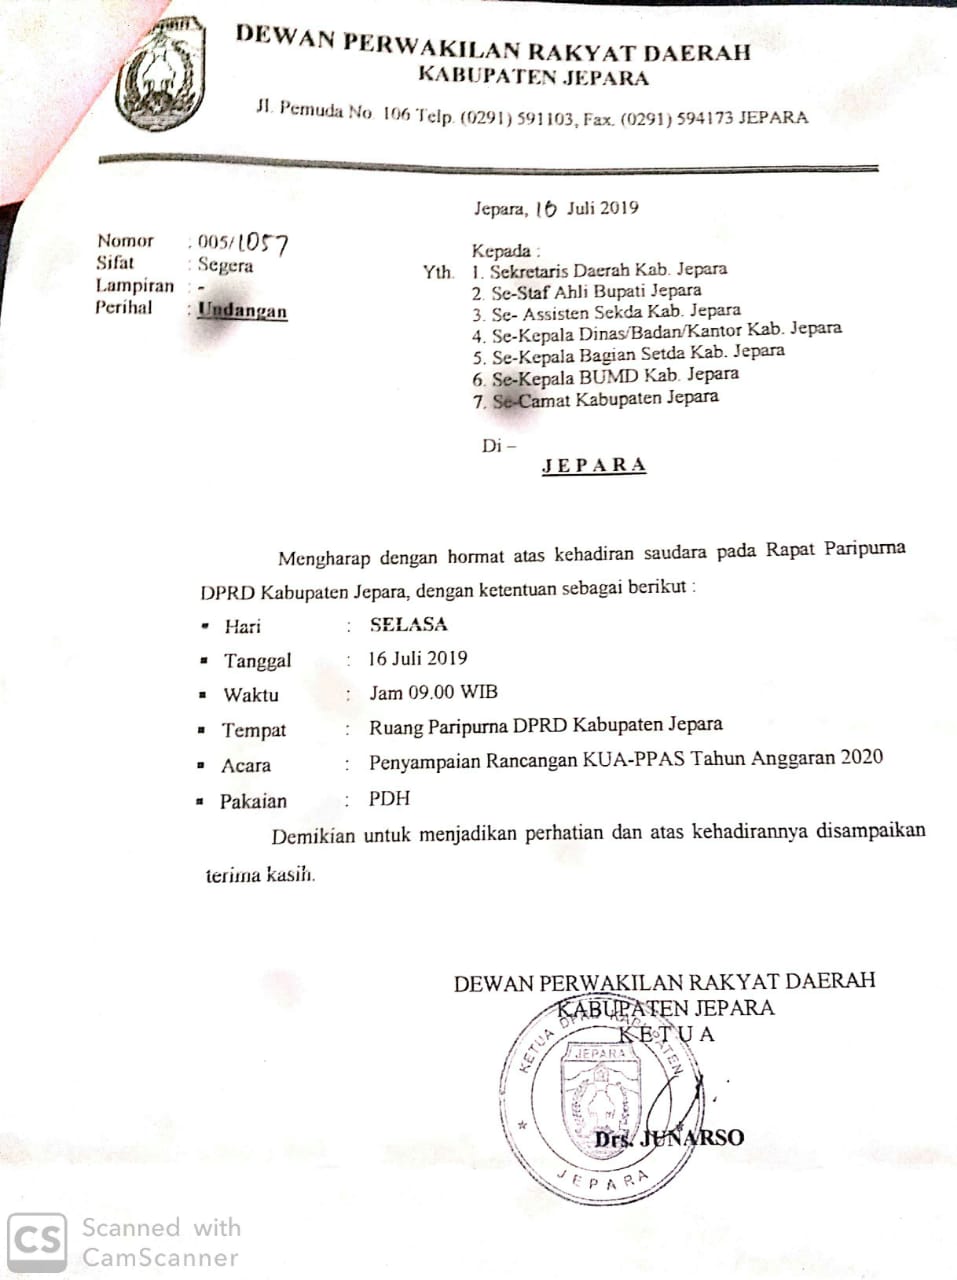 DEWAN PERWAKILAN RAKYAT DAERAH
KABUPATEN JEPARA
Jl. Pemuda No. 106 Telp. (0291) 591103, Fax. (0291) 594173 JEPARA
Jepara, 10 Juli 2019
Nomor : 005/1057
Sifat : Segera
Lampiran : -
Perihal : Undangan
Kepada :
Yth. 1. Sekretaris Daerah Kab. Jepara
2. Se-Staf Ahli Bupati Jepara
3. Se- Assisten Sekda Kab. Jepara
4. Se-Kepala Dinas/Badan/Kantor Kab. Jepara
5. Se-Kepala Bagian Setda Kab. Jepara
6. Se-Kepala BUMD Kab. Jepara
7. Se-Camat Kabupaten Jepara
Di –
J E P A R A
Mengharap dengan hormat atas kehadiran saudara pada Rapat Paripurna
DPRD Kabupaten Jepara, dengan ketentuan sebagai berikut :
▪ Hari : SELASA
▪ Tanggal : 16 Juli 2019
▪ Waktu : Jam 09.00 WIB
▪ Tempat : Ruang Paripurna DPRD Kabupaten Jepara
▪ Acara : Penyampaian Rancangan KUA-PPAS Tahun Anggaran 2020
▪ Pakaian : PDH
Demikian untuk menjadikan perhatian dan atas kehadirannya disampaikan
terima kasih.
DEWAN PERWAKILAN RAKYAT DAERAH
KABUPATEN JEPARA
K E T U A
KETUA DPRD KABUPATEN
JEPARA
Drs. JUNARSO
JEPARA
CS Scanned with
CamScanner